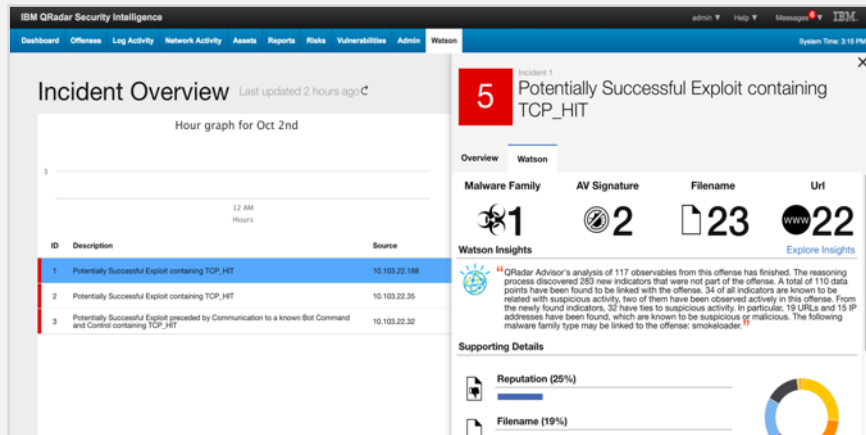 IBM QRadar Security Intelligence
admin ▼ Help ▼ Messages 6 ▼ IBM.
Dashboard Offenses Log Activity Network Activity Assets Reports Risks Vulnerabilities Admin Watson
System Time: 3:15 PM
Incident Overview Last updated 2 hours ago
Hour graph for Oct 2nd
3
12 AM
Hours
ID Description Source
1 Potentially Successful Exploit containing TCP_HIT 10.103.22.188
2 Potentially Successful Exploit containing TCP_HIT 10.103.22.35
3 Potentially Successful Exploit preceded by Communication to a known Bot Command
and Control containing TCP_HIT 10.103.22.32
5
Incident 1
Potentially Successful Exploit containing
TCP_HIT
Overview Watson
Malware Family AV Signature Filename Url
1 2 23 www 22
Watson Insights Explore Insights
“QRadar Advisor's analysis of 117 observables from this offense has finished. The reasoning
process discovered 283 new indicators that were not part of the offense. A total of 110 data
points have been found to be linked with the offense. 34 of all indicators are known to be
related with suspicious activity, two of them have been observed actively in this offense. From
the newly found indicators, 32 have ties to suspicious activity. In particular, 19 URLs and 15 IP
addresses have been found, which are known to be suspicious or malicious. The following
malware family type may be linked to the offense: smokeloader.”
Supporting Details
Reputation (25%)
Filename (19%)